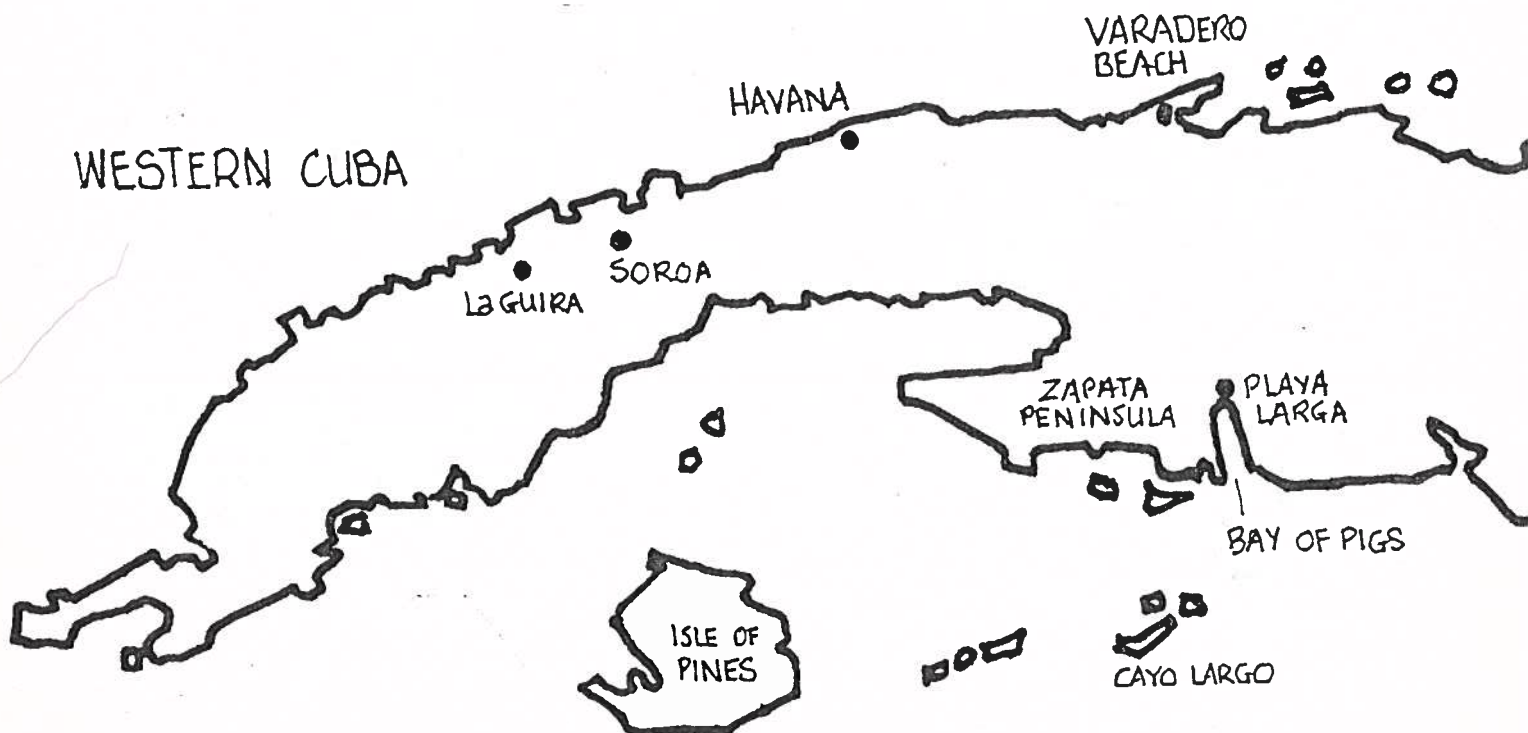 VARADERO
BEACH
HAVANA
WESTERN CUBA
SOROA
La GUIRA
ZAPATA
PENINSULA
PLAYA
LARGA
BAY OF PIGS
ISLE OF
PINES
CAYO LARGO